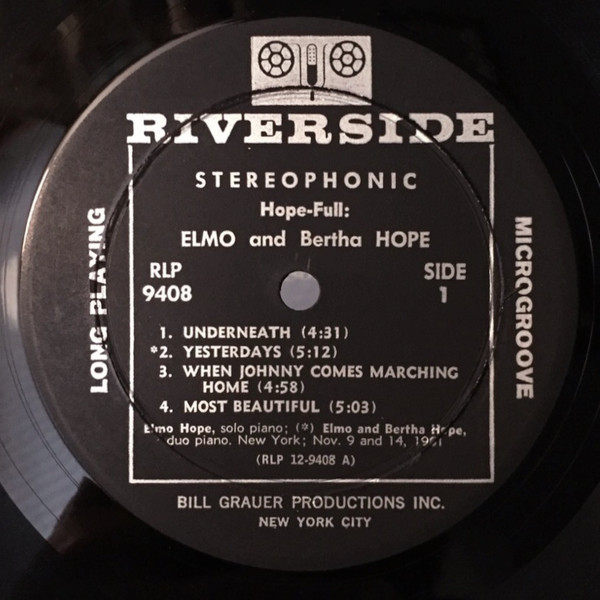 RIVERSIDE
STEREOPHONIC
Hope-Full:
ELMO and Bertha HOPE
RLP
9408
SIDE
1
LONG PLAYING
MICROGROOVE
1. UNDERNEATH (4:31)
*2. YESTERDAYS (5:12)
3. WHEN JOHNNY COMES MARCHING
HOME (4:58)
4. MOST BEAUTIFUL (5:03)
Elmo Hope, solo piano; (*) Elmo and Bertha Hope,
duo piano. New York; Nov. 9 and 14, 1961
(RLP 12-9408 A)
BILL GRAUER PRODUCTIONS INC.
NEW YORK CITY